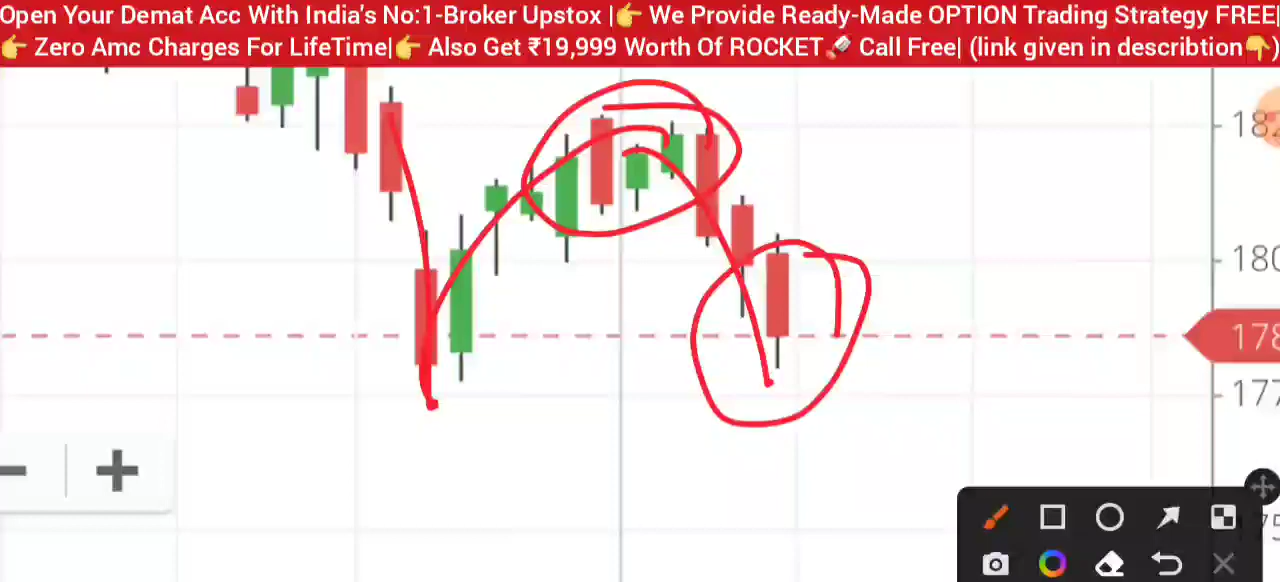 Open Your Demat Acc With India's No:1-Broker Upstox |👉 We Provide Ready-Made OPTION Trading Strategy FREE|
👉 Zero Amc Charges For LifeTime|👉 Also Get ₹19,999 Worth Of ROCKET🚀 Call Free| (link given in describtion👇)
180
178
177